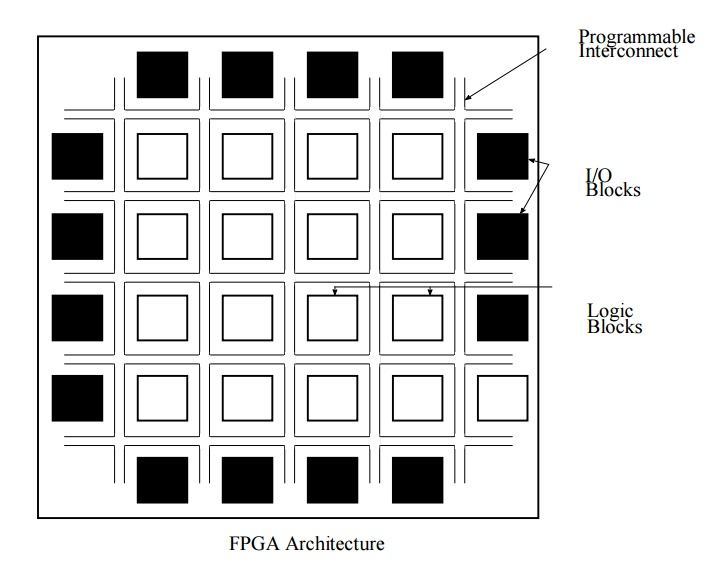 Programmable
Interconnect
I/O
Blocks
Logic
Blocks
FPGA Architecture